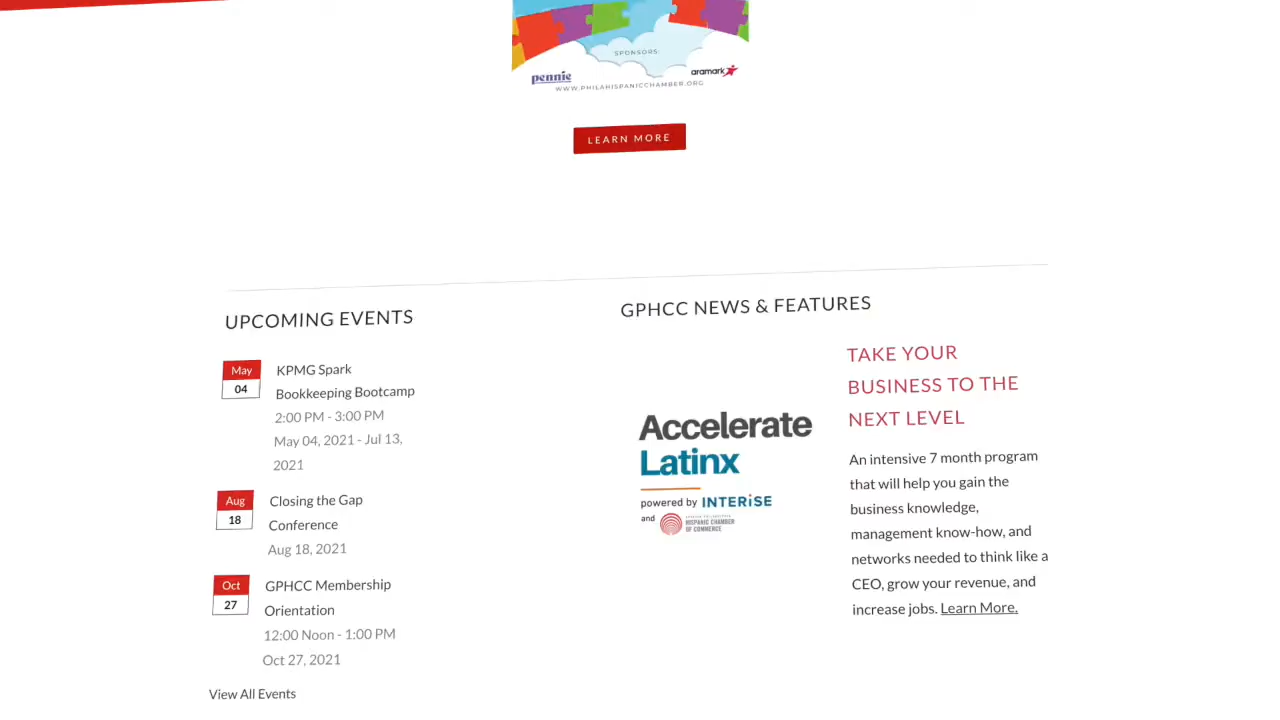 SPONSORS:
pennie
aramark
WWW.PHILAHISPANICCHAMBER.ORG
LEARN MORE
UPCOMING EVENTS
May
04
KPMG Spark
Bookkeeping Bootcamp
2:00 PM - 3:00 PM
May 04, 2021 - Jul 13,
2021
Aug
18
Closing the Gap
Conference
Aug 18, 2021
Oct
27
GPHCC Membership
Orientation
12:00 Noon - 1:00 PM
Oct 27, 2021
View All Events
GPHCC NEWS & FEATURES
Accelerate
Latinx
powered by INTERiSE
and
HISPANIC CHAMBER
OF COMMERCE
TAKE YOUR
BUSINESS TO THE
NEXT LEVEL
An intensive 7 month program
that will help you gain the
business knowledge,
management know-how, and
networks needed to think like a
CEO, grow your revenue, and
increase jobs. Learn More.